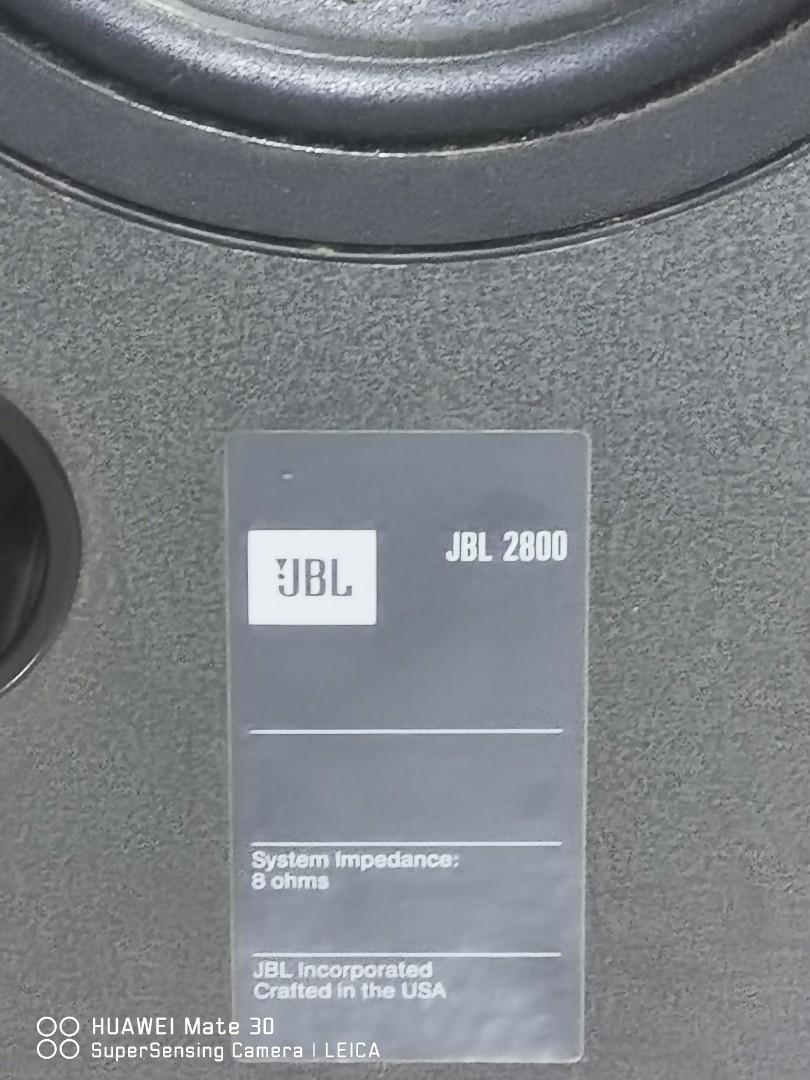 JBL
JBL 2800
System Impedance:
8 ohms
JBL Incorporated
Crafted in the USA
HUAWEI Mate 30
SuperSensing Camera | LEICA